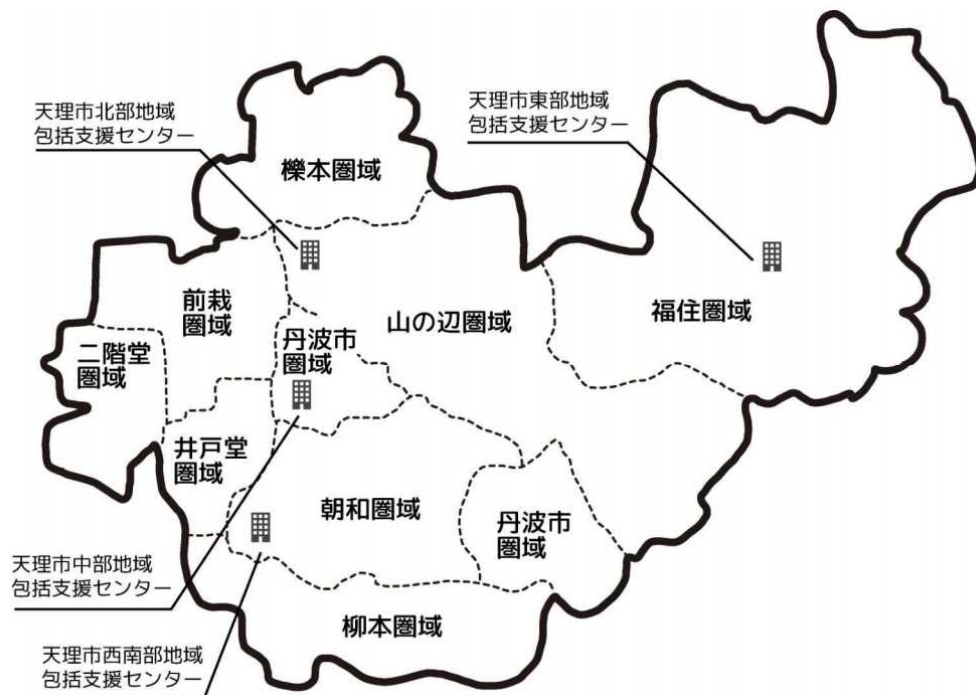 天理市北部地域
包括支援センター
天理市東部地域
包括支援センター
櫟本圏域
前栽
圏域
山の辺圏域
福住圏域
丹波市
圏域
二階堂
圏域
井戸堂
圏域
朝和圏域
丹波市
圏域
天理市中部地域
包括支援センター
柳本圏域
天理市西南部地域
包括支援センター